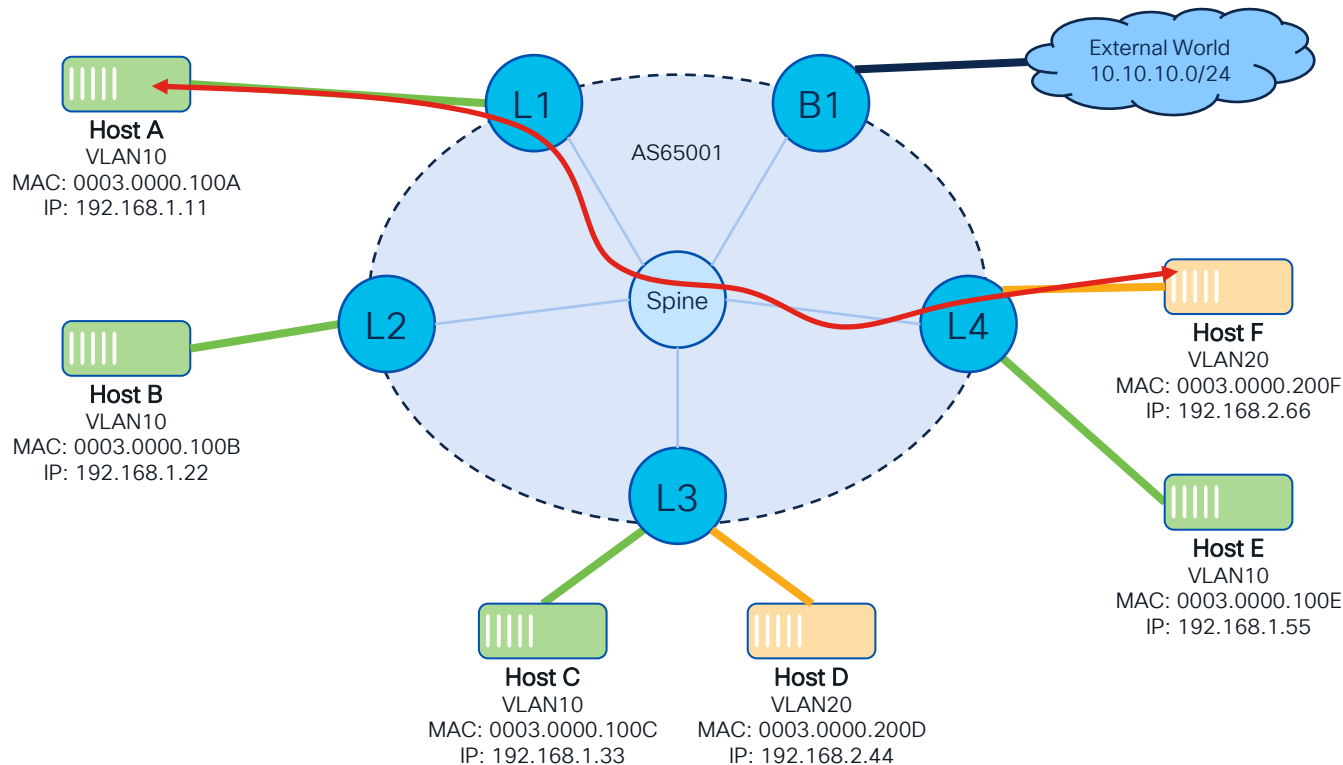 External World
10.10.10.0/24
L1
B1
AS65001
Host A
VLAN10
MAC: 0003.0000.100A
IP: 192.168.1.11
Spine
L2
L4
Host B
VLAN10
MAC: 0003.0000.100B
IP: 192.168.1.22
Host F
VLAN20
MAC: 0003.0000.200F
IP: 192.168.2.66
L3
Host E
VLAN10
MAC: 0003.0000.100E
IP: 192.168.1.55
Host C
VLAN10
MAC: 0003.0000.100C
IP: 192.168.1.33
Host D
VLAN20
MAC: 0003.0000.200D
IP: 192.168.2.44